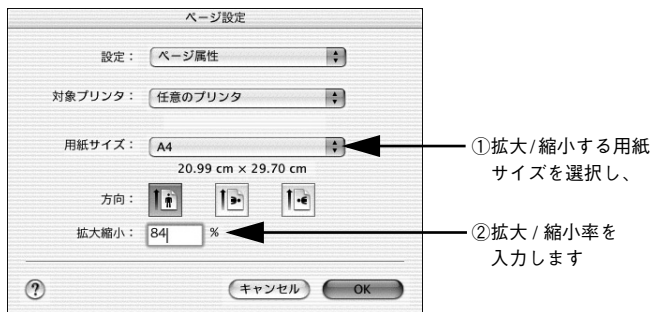 ページ設定
設定： ページ属性
対象プリンタ： 任意のプリンタ
用紙サイズ： A4
20.99 cm × 29.70 cm
①拡大/縮小する用紙
サイズを選択し、
方向：
拡大縮小： 84 %
②拡大 / 縮小率を
入力します
? キャンセル OK